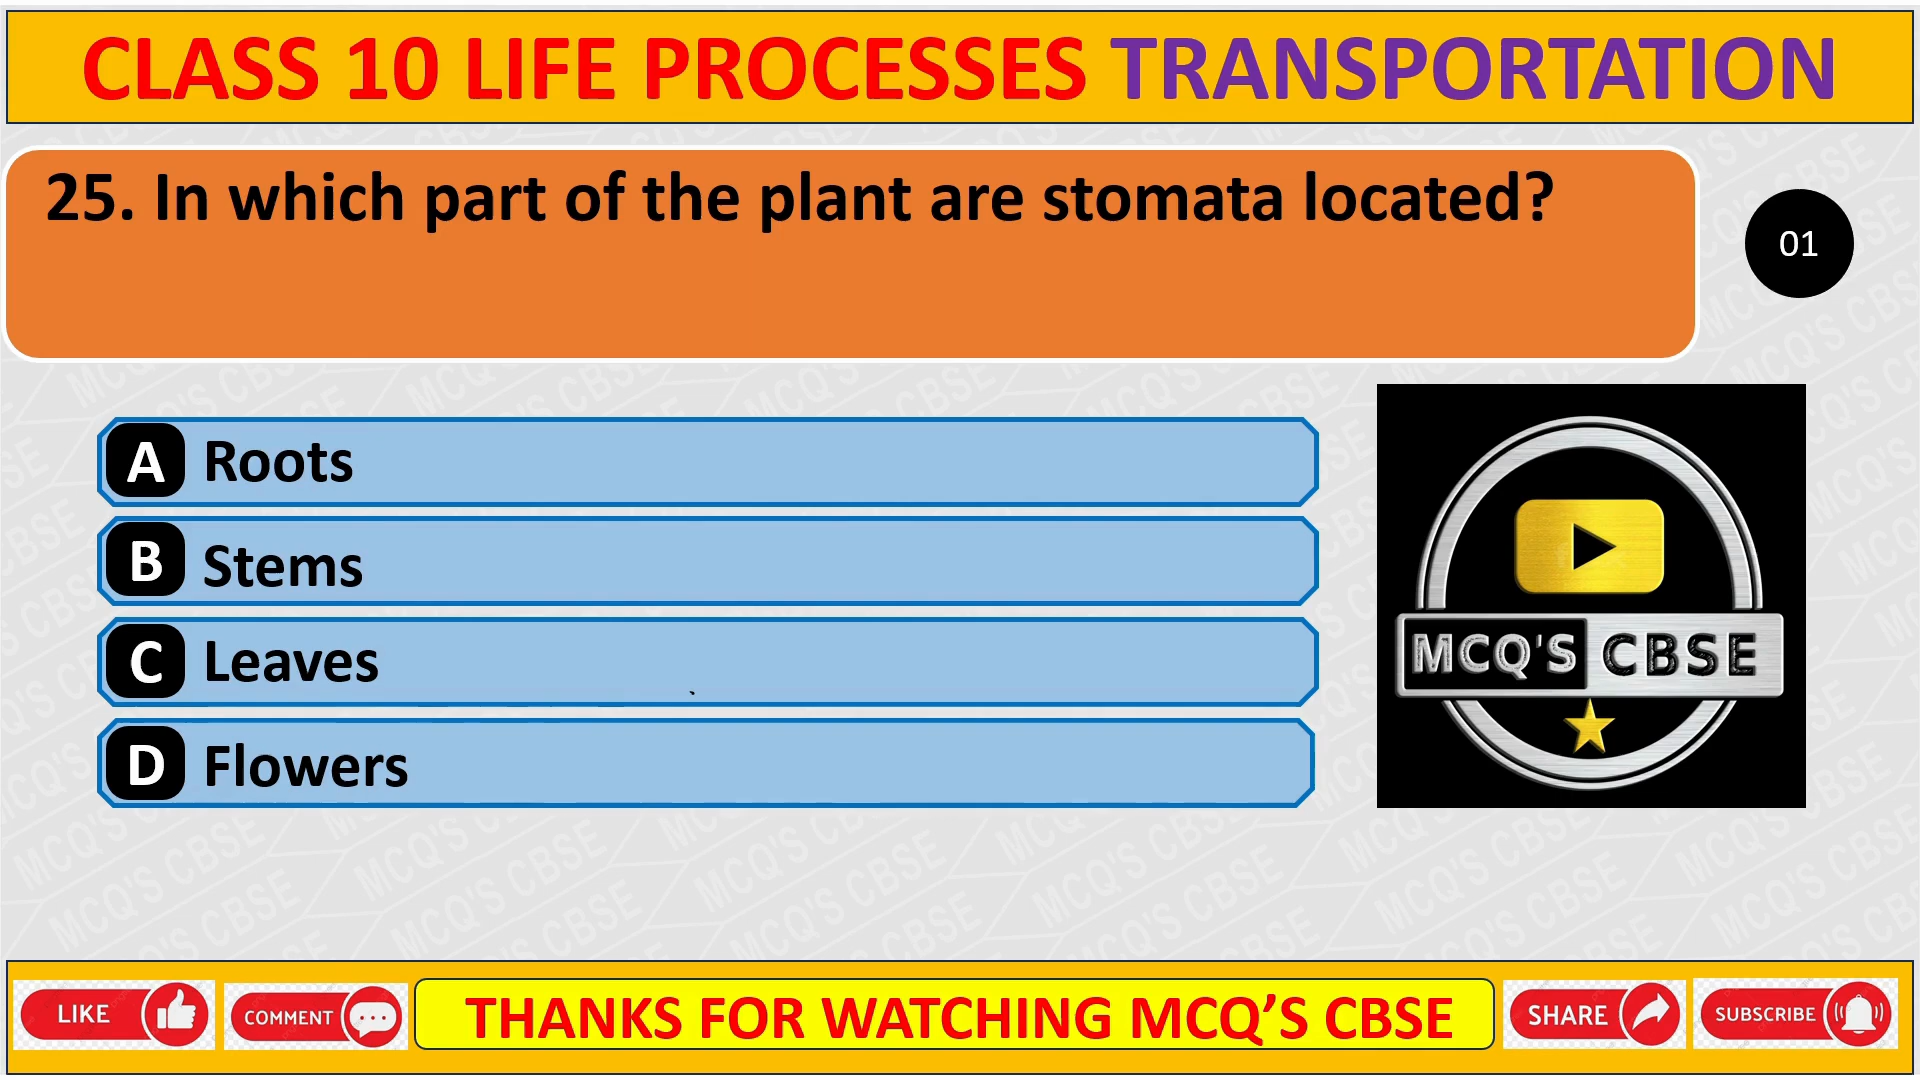 CLASS 10 LIFE PROCESSES TRANSPORTATION
25. In which part of the plant are stomata located?
01
A Roots
B Stems
C Leaves
D Flowers
MCQ'S CBSE
LIKE
COMMENT
THANKS FOR WATCHING MCQ’S CBSE
SHARE
SUBSCRIBE